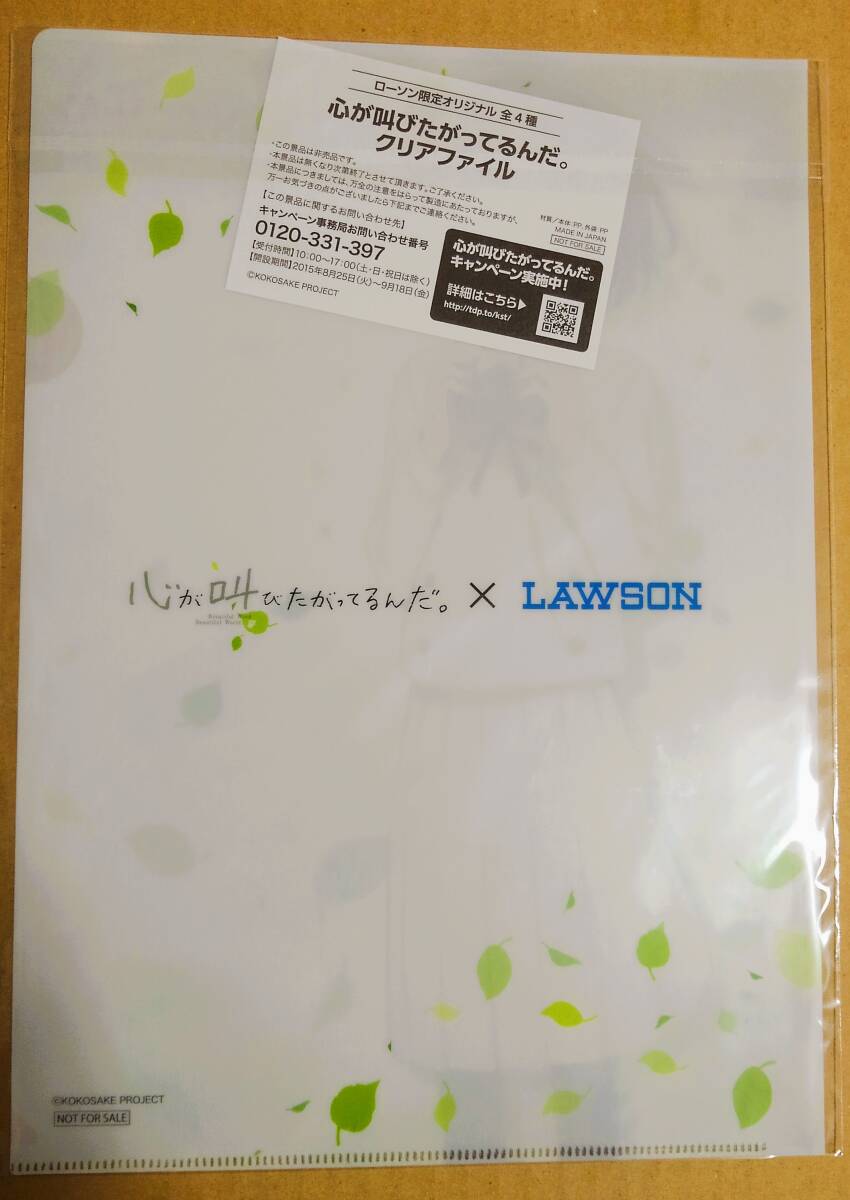 ローソン限定オリジナル 全4種
心が叫びたがってるんだ。
クリアファイル
・この景品は非売品です。
・本景品は無くなり次第終了とさせて頂きます。ご了承ください。
・本景品につきましては、万全の注意をはらって製造にあたっておりますが、
万一お気づきの点がございましたら下記までご連絡ください。
【この景品に関するお問い合わせ先】
キャンペーン事務局お問い合わせ番号
0120-331-397
【受付時間】10:00〜17:00(土・日・祝日は除く)
【開設期間】2015年8月25日(火)〜9月18日(金)
©KOKOSAKE PROJECT
材質/本体:PP、外袋:PP
MADE IN JAPAN
NOT FOR SALE
心が叫びたがってるんだ。
キャンペーン実施中!
詳細はこちら▶
http://tdp.to/kst/
心が叫びたがってるんだ。 × LAWSON
Beautiful Word
Beautiful World
©KOKOSAKE PROJECT
NOT FOR SALE